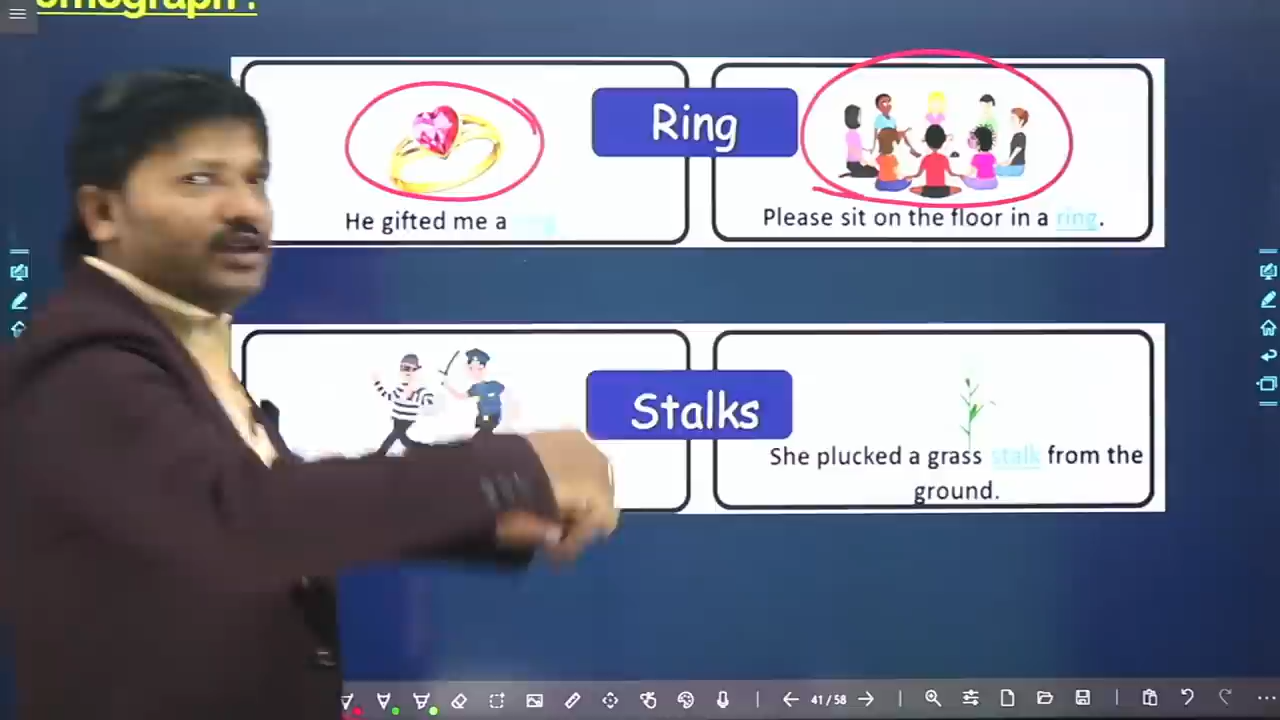 omograph :
Ring
He gifted me a ring
Please sit on the floor in a ring.
Stalks
She plucked a grass stalk from the
ground.
41 / 58